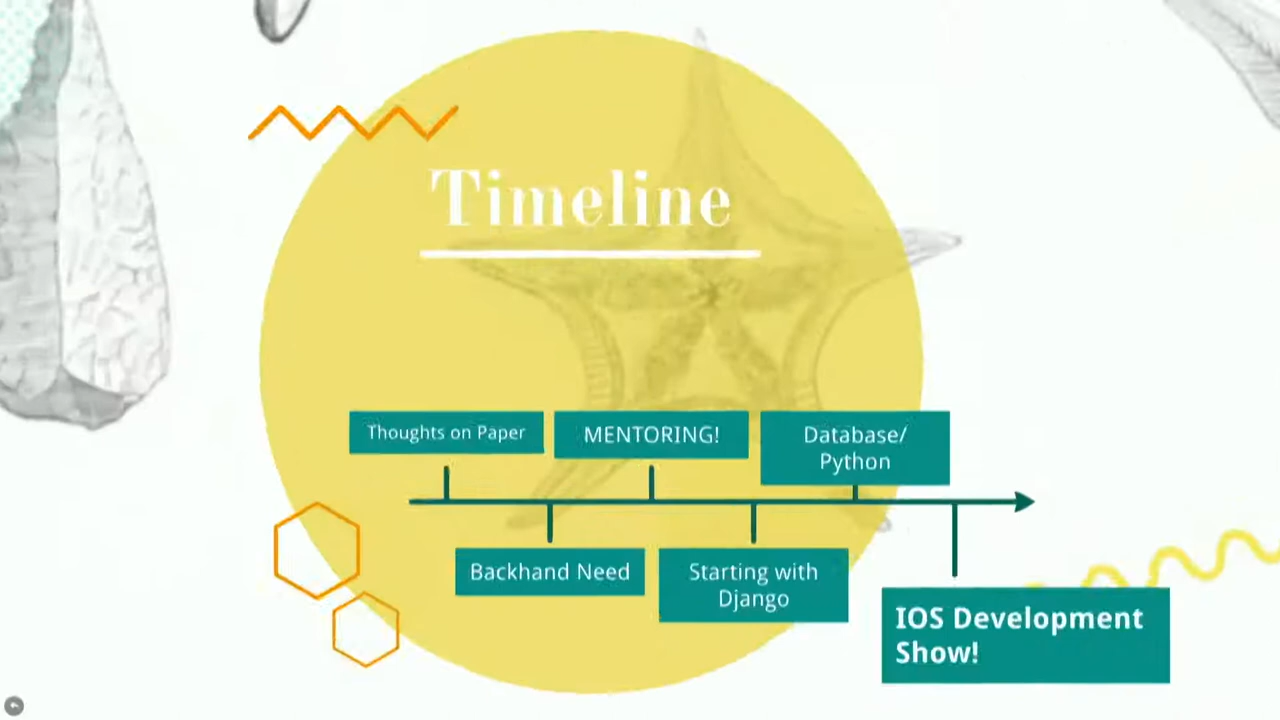 Timeline
Thoughts on Paper
MENTORING!
Database/
Python
Backhand Need
Starting with
Django
IOS Development
Show!